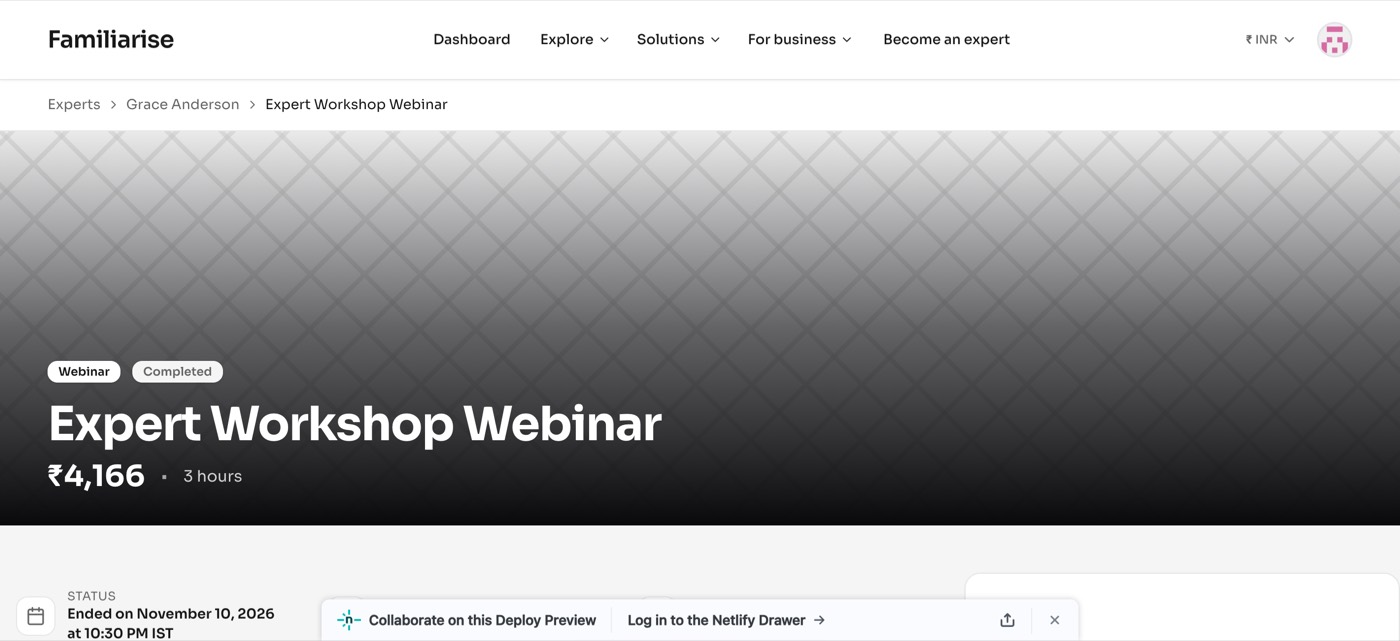 Familiarise
Dashboard
Explore
Solutions
For business
Become an expert
₹ INR
Experts > Grace Anderson > Expert Workshop Webinar
Webinar
Completed
Expert Workshop Webinar
₹4,166 • 3 hours
STATUS
Ended on November 10, 2026
at 10:30 PM IST
Collaborate on this Deploy Preview
Log in to the Netlify Drawer →